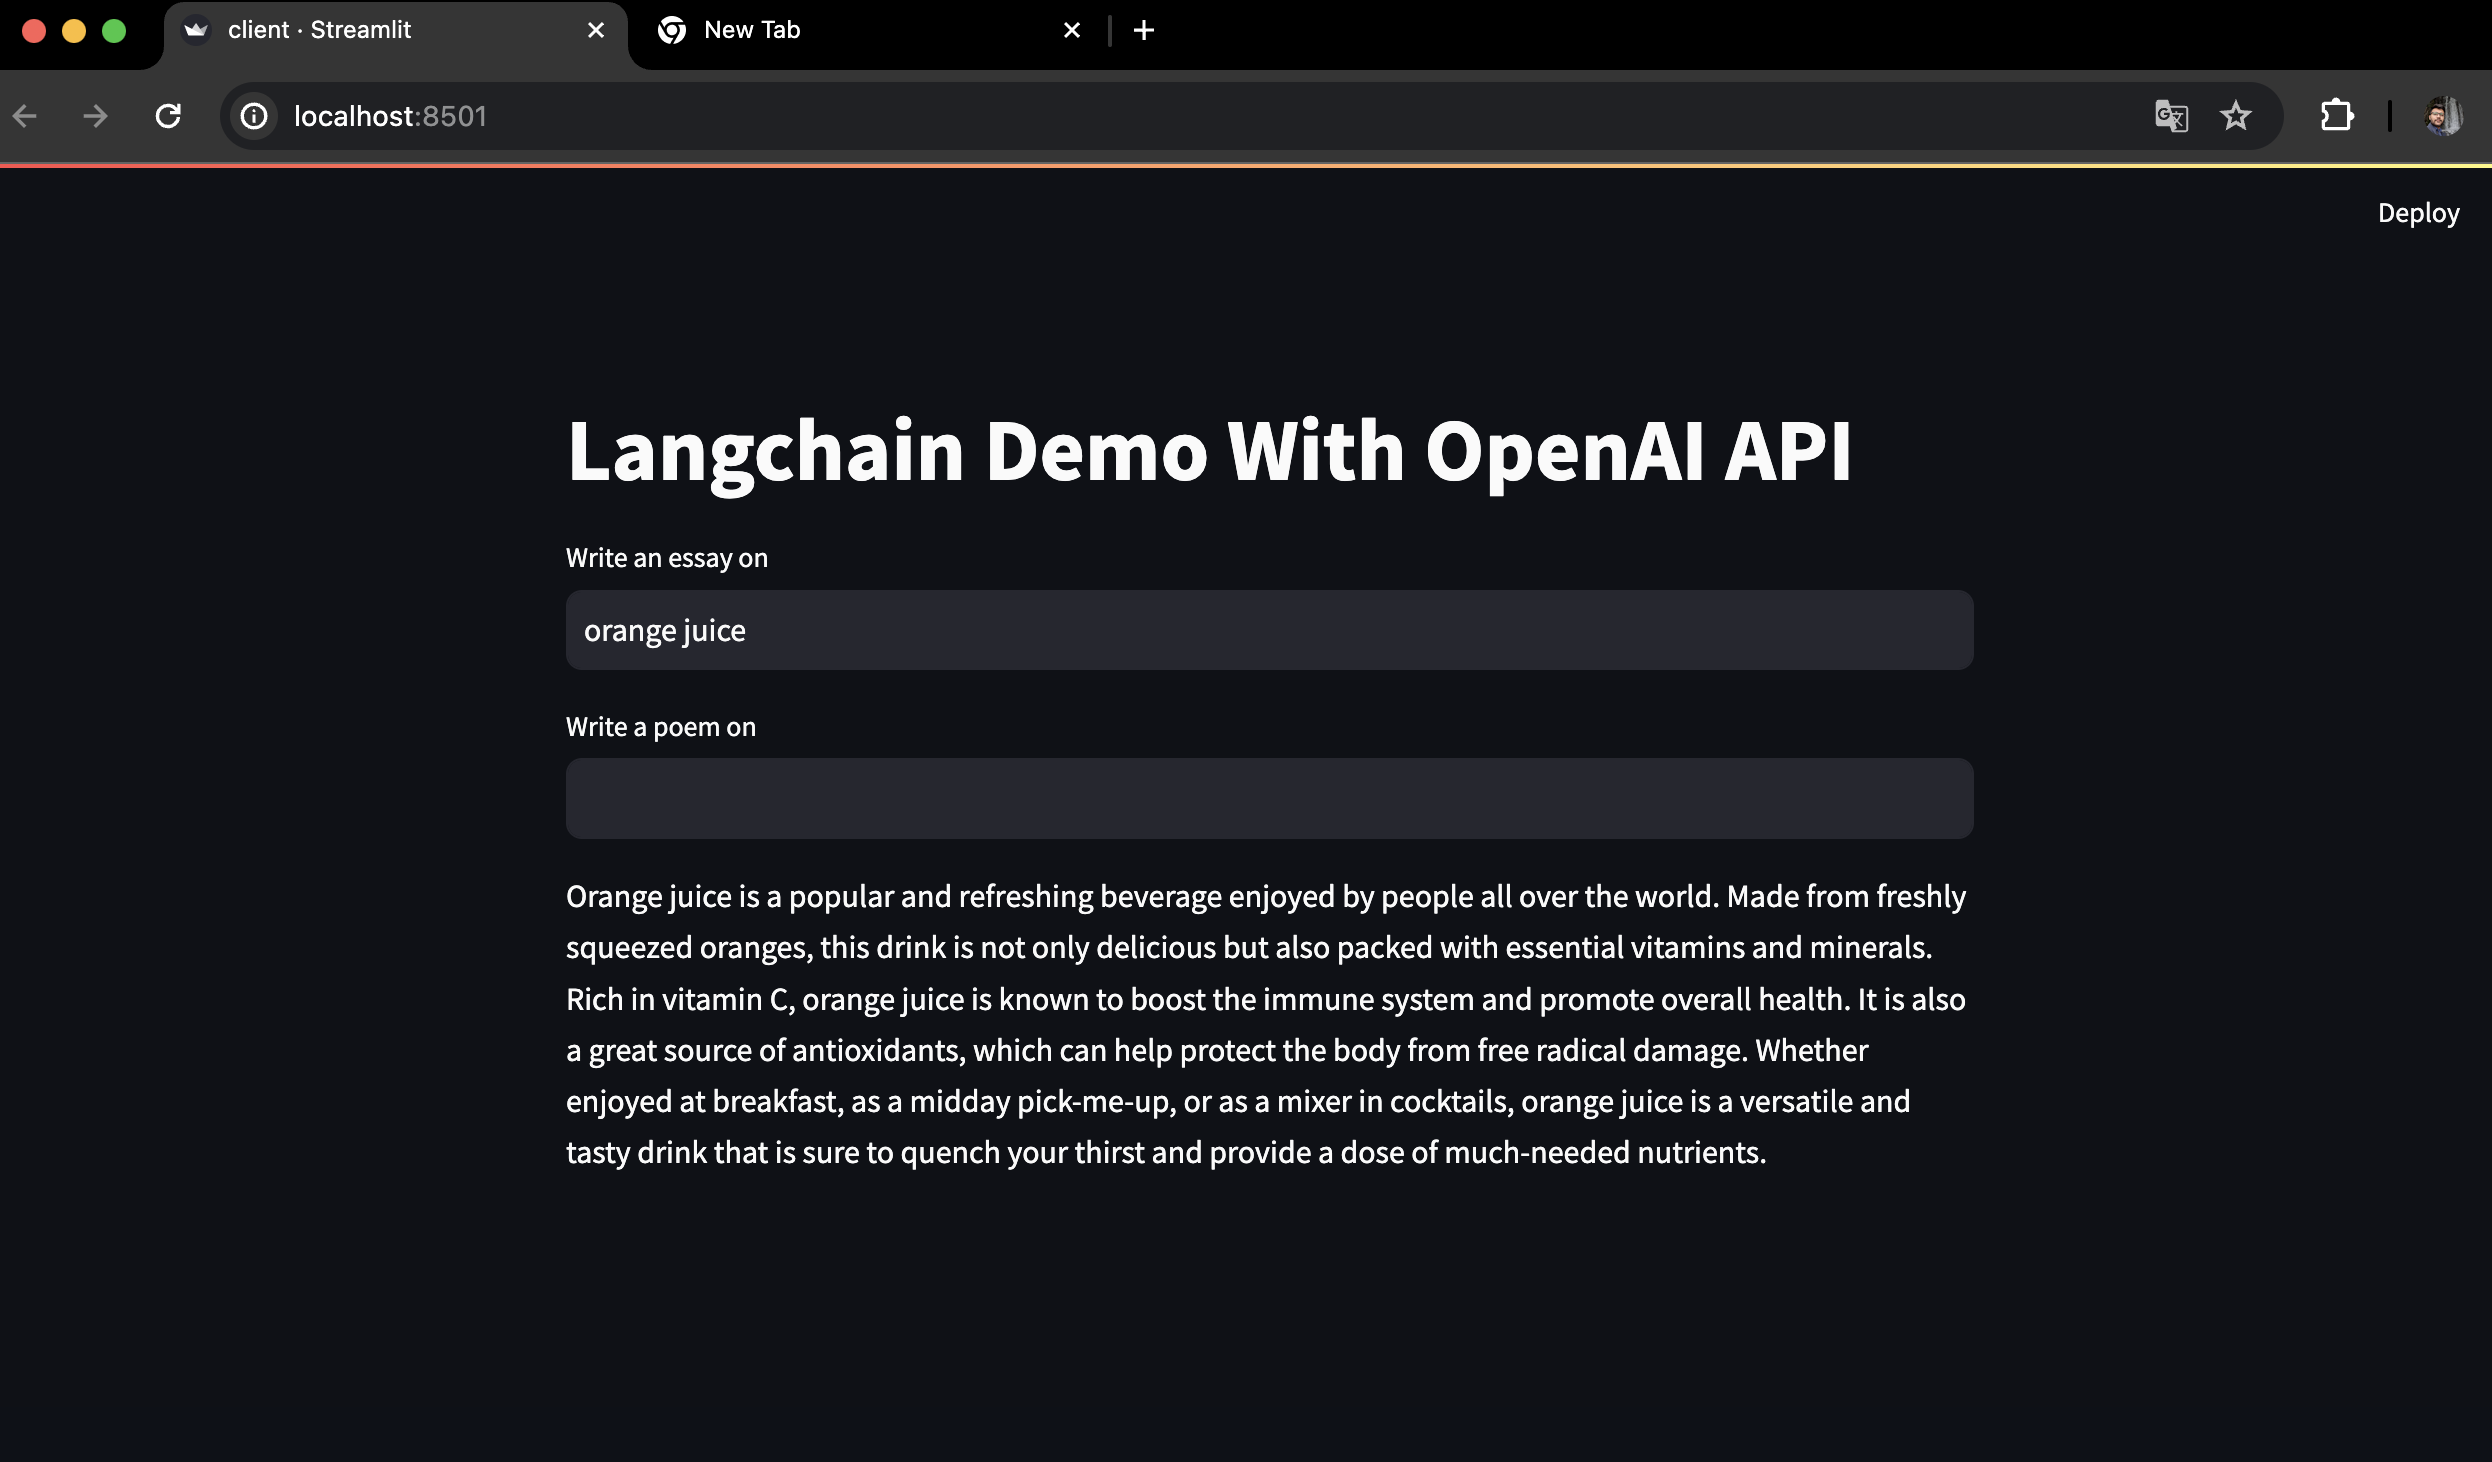 client · Streamlit
New Tab
localhost:8501
Deploy
Langchain Demo With OpenAI API
Write an essay on
orange juice
Write a poem on
Orange juice is a popular and refreshing beverage enjoyed by people all over the world. Made from freshly
squeezed oranges, this drink is not only delicious but also packed with essential vitamins and minerals.
Rich in vitamin C, orange juice is known to boost the immune system and promote overall health. It is also
a great source of antioxidants, which can help protect the body from free radical damage. Whether
enjoyed at breakfast, as a midday pick-me-up, or as a mixer in cocktails, orange juice is a versatile and
tasty drink that is sure to quench your thirst and provide a dose of much-needed nutrients.